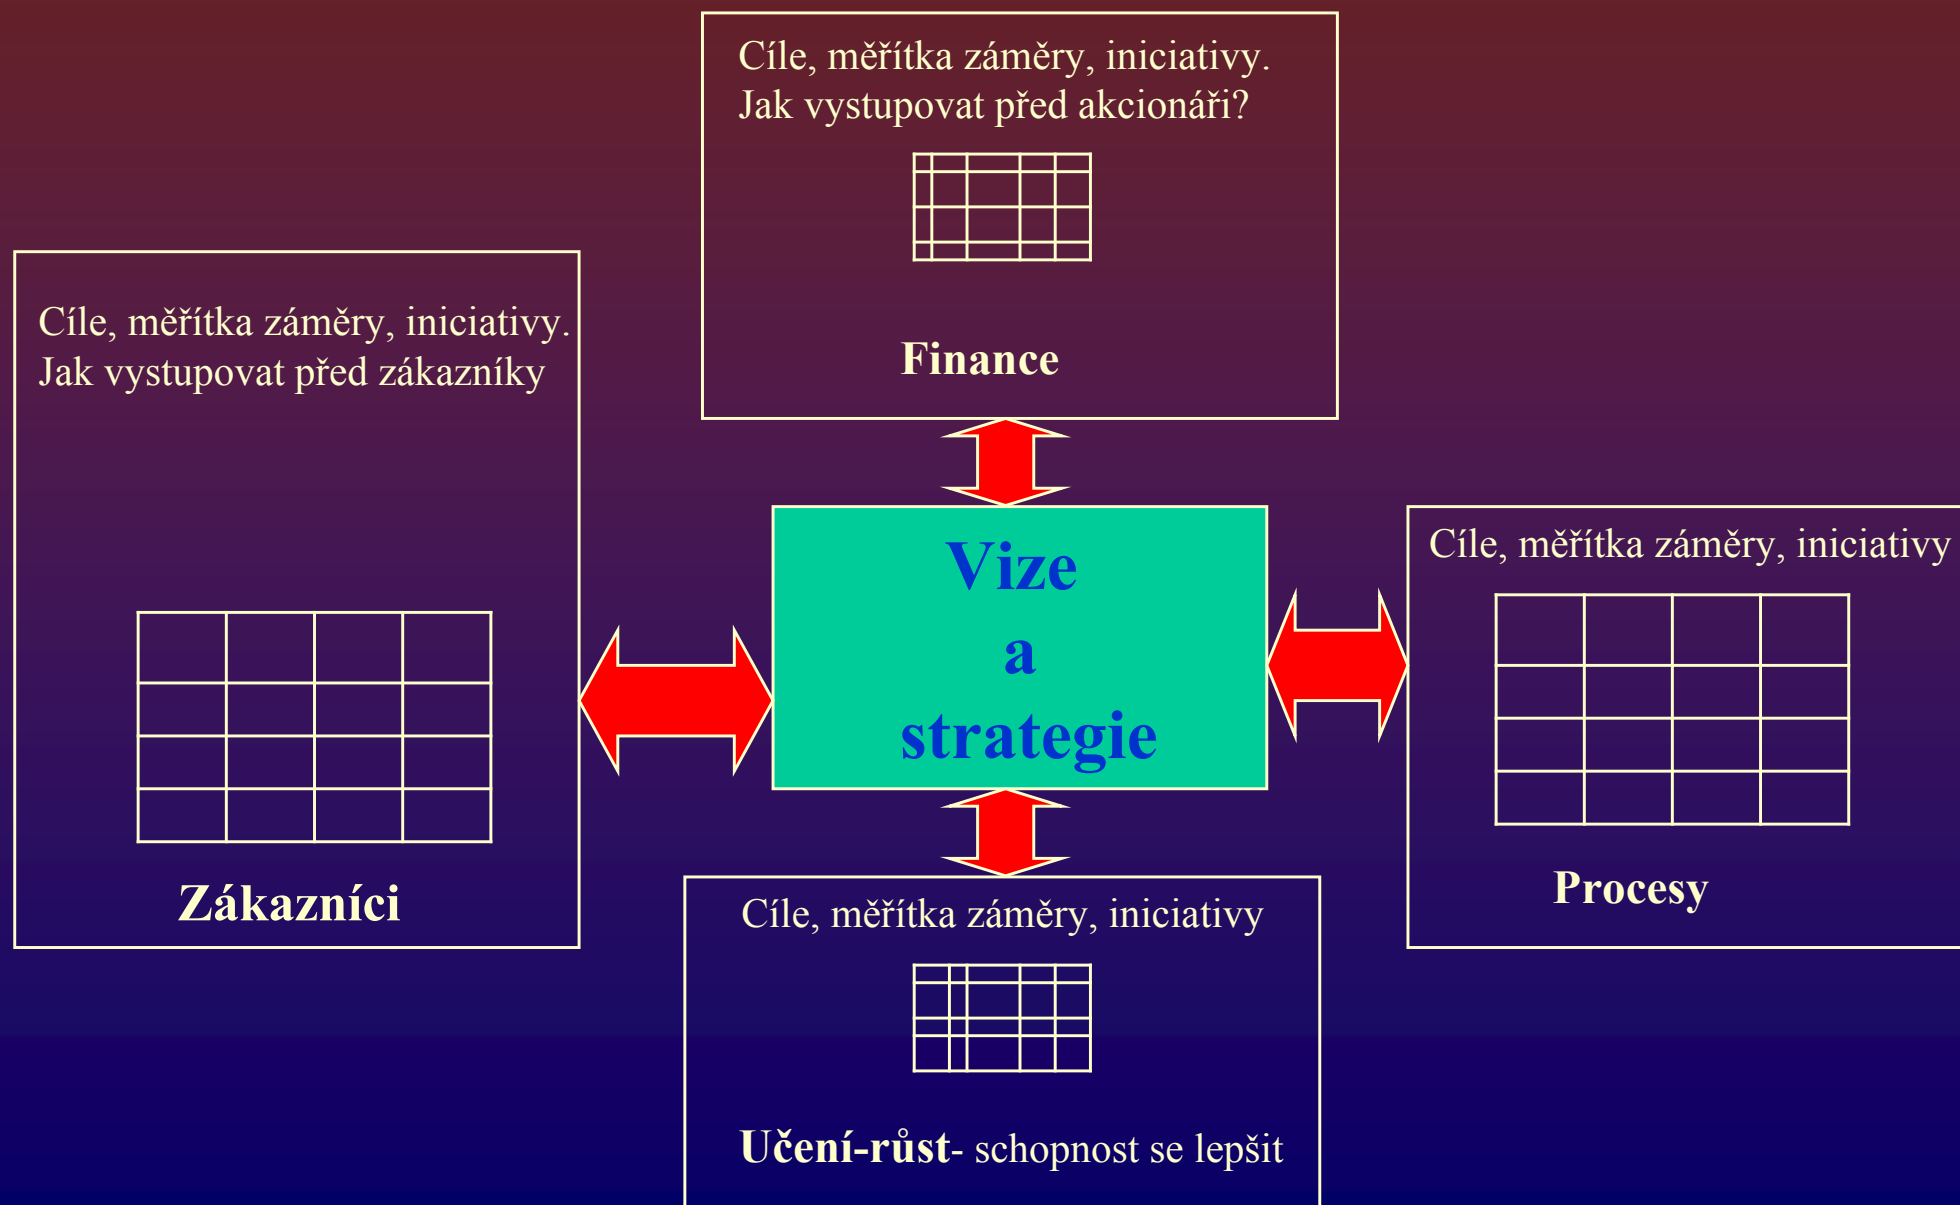 Cíle, měřítka záměry, iniciativy.
Jak vystupovat před akcionáři?
Finance
Cíle, měřítka záměry, iniciativy.
Jak vystupovat před zákazníky
Zákazníci
Vize
a
strategie
Cíle, měřítka záměry, iniciativy
Procesy
Cíle, měřítka záměry, iniciativy
Učení-růst- schopnost se lepšit